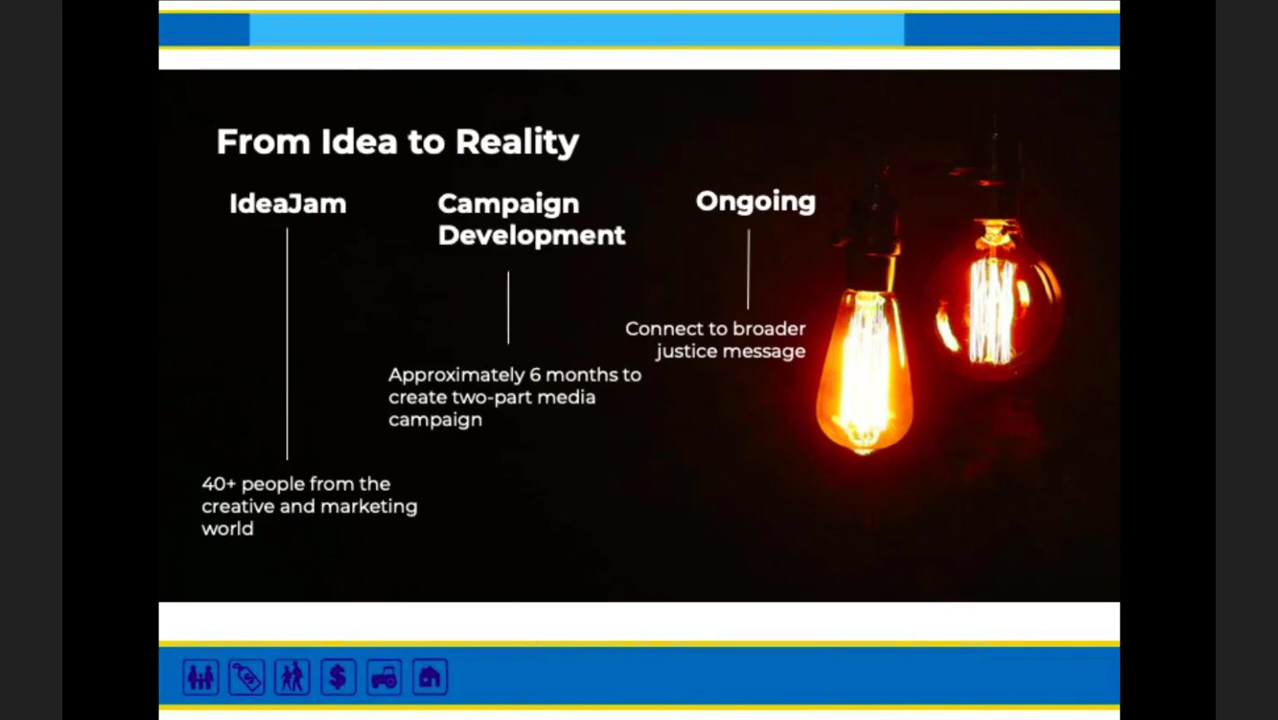 From Idea to Reality
IdeaJam
40+ people from the
creative and marketing
world
Campaign
Development
Approximately 6 months to
create two-part media
campaign
Ongoing
Connect to broader
justice message
$